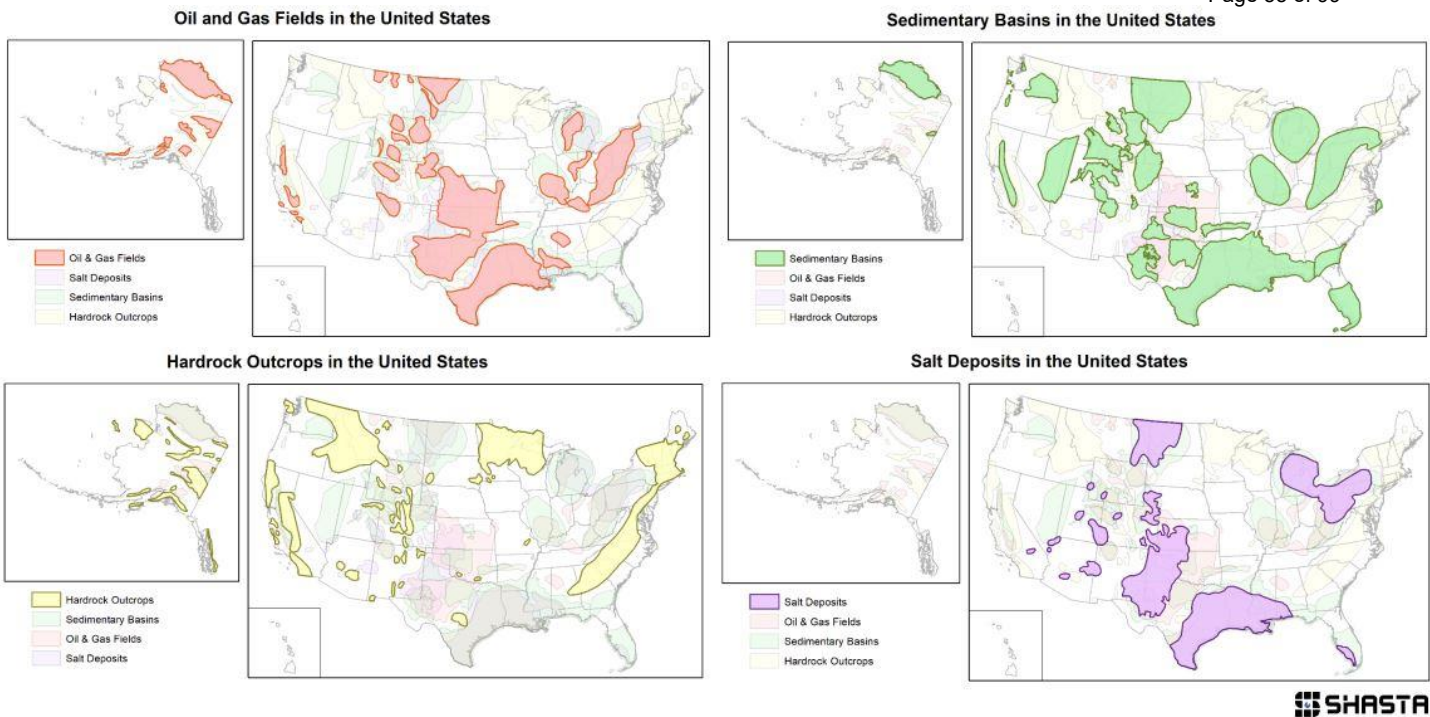 Oil and Gas Fields in the United States
Oil & Gas Fields
Salt Deposits
Sedimentary Basins
Hardrock Outcrops
Sedimentary Basins in the United States
Sedimentary Basins
Oil & Gas Fields
Salt Deposits
Hardrock Outcrops
Hardrock Outcrops in the United States
Hardrock Outcrops
Sedimentary Basins
Oil & Gas Fields
Salt Deposits
Salt Deposits in the United States
Salt Deposits
Oil & Gas Fields
Sedimentary Basins
Hardrock Outcrops
SHASTA